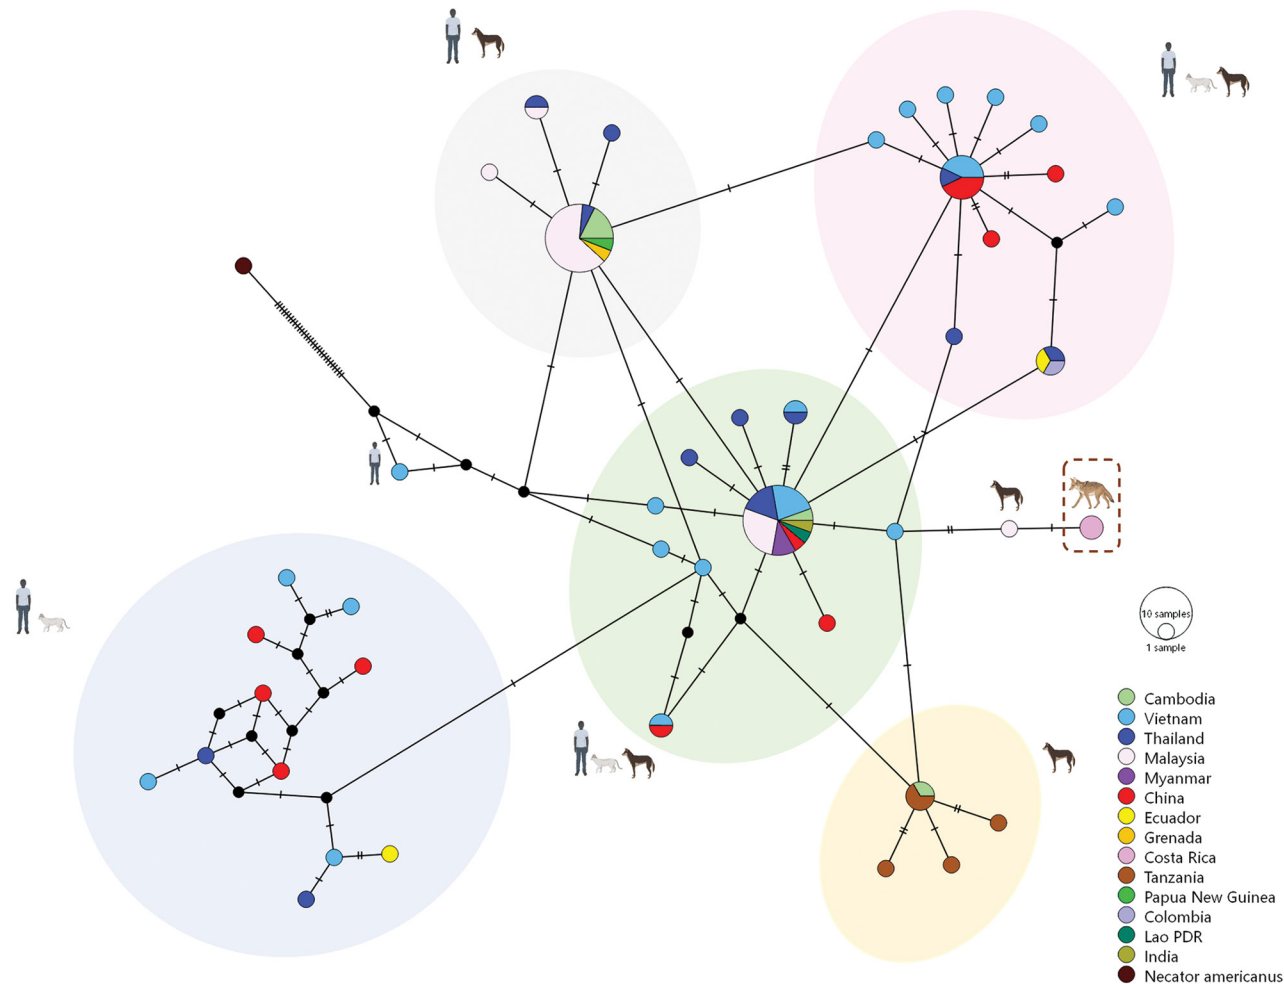 10 samples
1 sample
Cambodia
Vietnam
Thailand
Malaysia
Myanmar
China
Ecuador
Grenada
Costa Rica
Tanzania
Papua New Guinea
Colombia
Lao PDR
India
Necator americanus